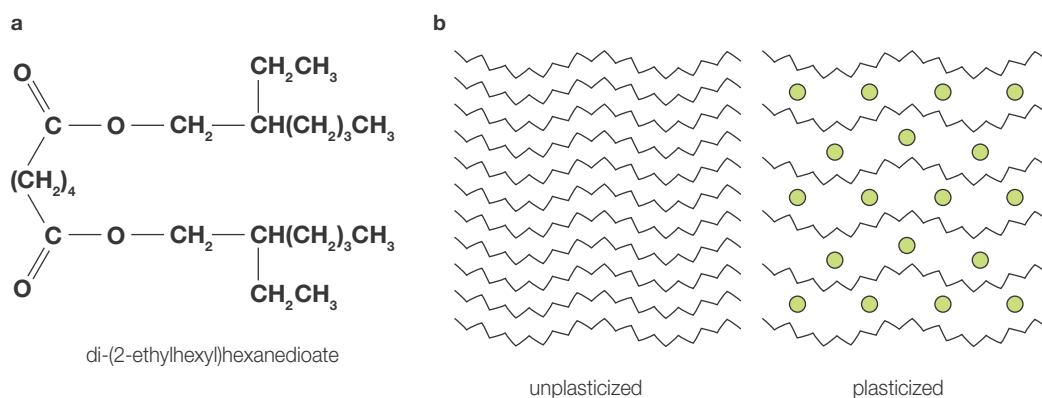 a
O
CH₂CH₃
C — O — CH₂ — CH(CH₂)₃CH₃
(CH₂)₄
C — O — CH₂ — CH(CH₂)₃CH₃
O
CH₂CH₃
di-(2-ethylhexyl)hexanedioate
b
unplasticized
plasticized